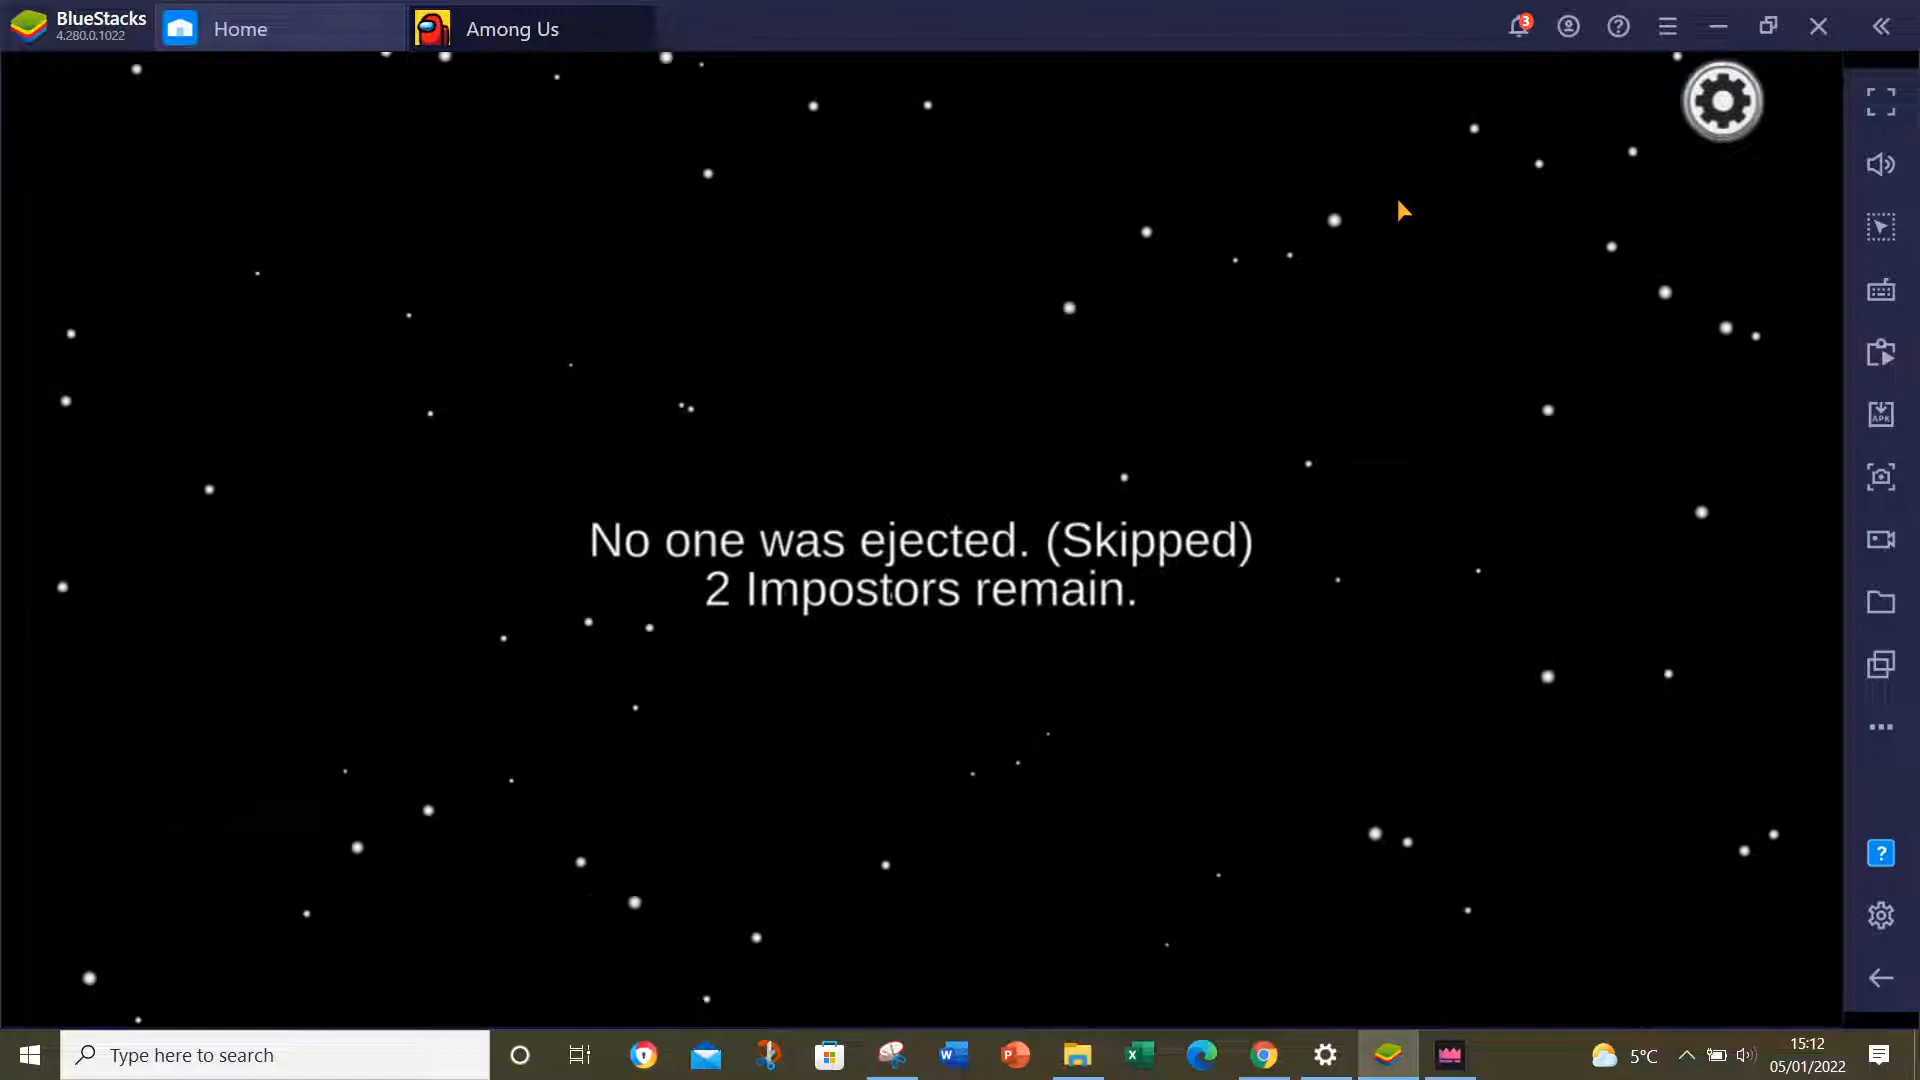 BlueStacks
4.280.0.1022
Home
Among Us
3
No one was ejected. (Skipped)
2 Impostors remain.
APK
?
Type here to search
5°C
15:12
05/01/2022